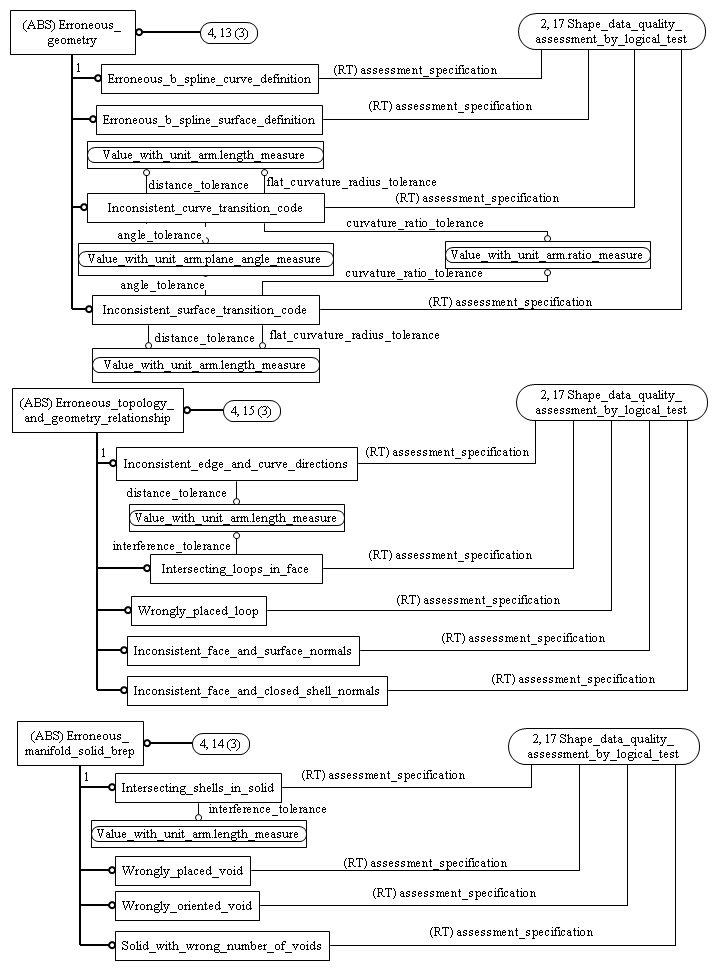 (ABS) Erroneous_
geometry
4, 13 (3)
2, 17 Shape_data_quality_
assessment_by_logical_test
1
Erroneous_b_spline_curve_definition
(RT) assessment_specification
Erroneous_b_spline_surface_definition
(RT) assessment_specification
Value_with_unit_arm.length_measure
distance_tolerance
flat_curvature_radius_tolerance
Inconsistent_curve_transition_code
(RT) assessment_specification
angle_tolerance
curvature_ratio_tolerance
Value_with_unit_arm.plane_angle_measure
Value_with_unit_arm.ratio_measure
angle_tolerance
curvature_ratio_tolerance
Inconsistent_surface_transition_code
(RT) assessment_specification
distance_tolerance
flat_curvature_radius_tolerance
Value_with_unit_arm.length_measure
(ABS) Erroneous_topology_
and_geometry_relationship
4, 15 (3)
2, 17 Shape_data_quality_
assessment_by_logical_test
1
Inconsistent_edge_and_curve_directions
(RT) assessment_specification
distance_tolerance
Value_with_unit_arm.length_measure
interference_tolerance
Intersecting_loops_in_face
(RT) assessment_specification
Wrongly_placed_loop
(RT) assessment_specification
Inconsistent_face_and_surface_normals
(RT) assessment_specification
Inconsistent_face_and_closed_shell_normals
(RT) assessment_specification
(ABS) Erroneous_
manifold_solid_brep
4, 14 (3)
2, 17 Shape_data_quality_
assessment_by_logical_test
1
Intersecting_shells_in_solid
(RT) assessment_specification
interference_tolerance
Value_with_unit_arm.length_measure
Wrongly_placed_void
(RT) assessment_specification
Wrongly_oriented_void
(RT) assessment_specification
Solid_with_wrong_number_of_voids
(RT) assessment_specification